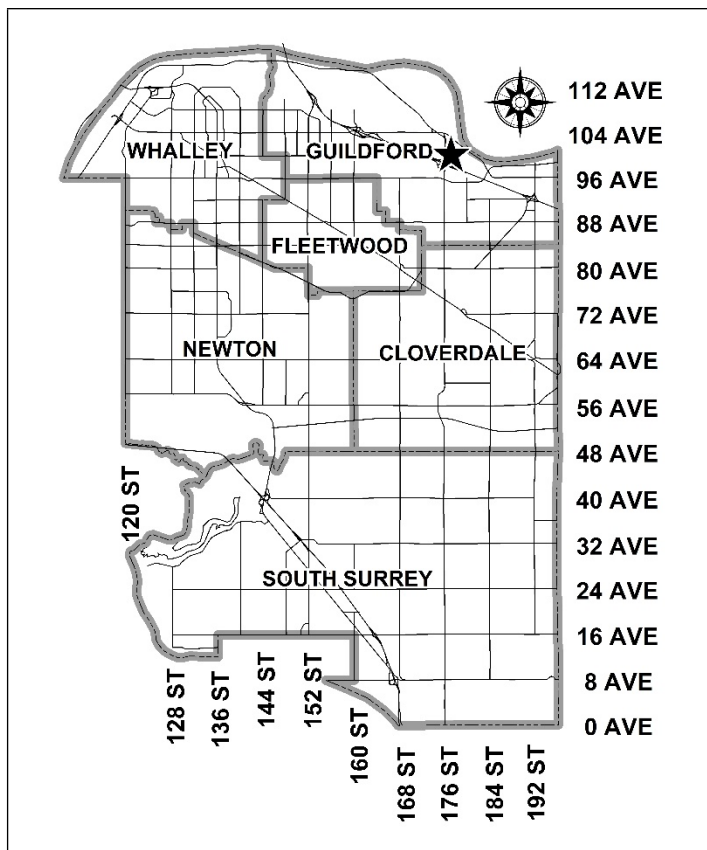 112 AVE
104 AVE
WHALLEY
GUILDFORD
96 AVE
88 AVE
FLEETWOOD
80 AVE
72 AVE
NEWTON
CLOVERDALE
64 AVE
56 AVE
48 AVE
120 ST
40 AVE
32 AVE
SOUTH SURREY
24 AVE
16 AVE
128 ST
136 ST
144 ST
152 ST
8 AVE
160 ST
0 AVE
168 ST
176 ST
184 ST
192 ST